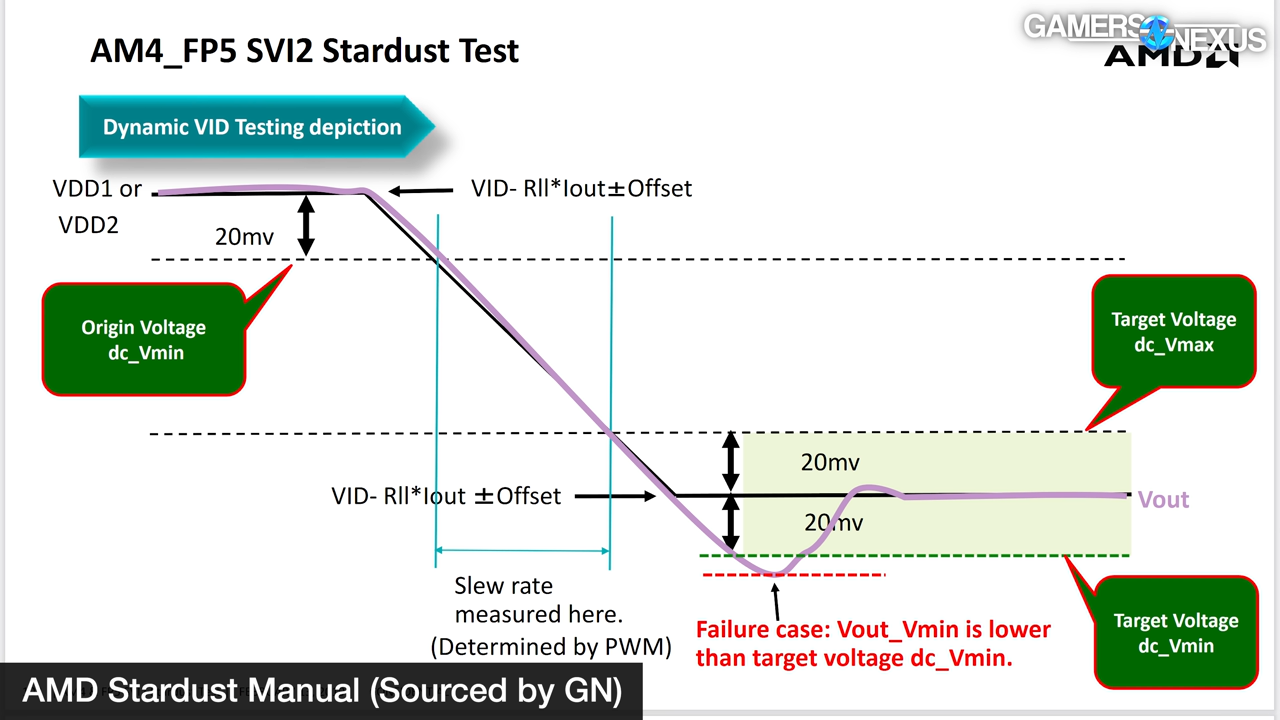 GAMERS NEXUS
AMD
AM4_FP5 SVI2 Stardust Test
Dynamic VID Testing depiction
VDD1 or
VDD2
VID- Rll*Iout±Offset
20mv
Origin Voltage
dc_Vmin
Target Voltage
dc_Vmax
20mv
VID- Rll*Iout ±Offset
Vout
20mv
Slew rate
measured here.
(Determined by PWM)
Failure case: Vout_Vmin is lower
than target voltage dc_Vmin.
Target Voltage
dc_Vmin
AMD Stardust Manual (Sourced by GN)